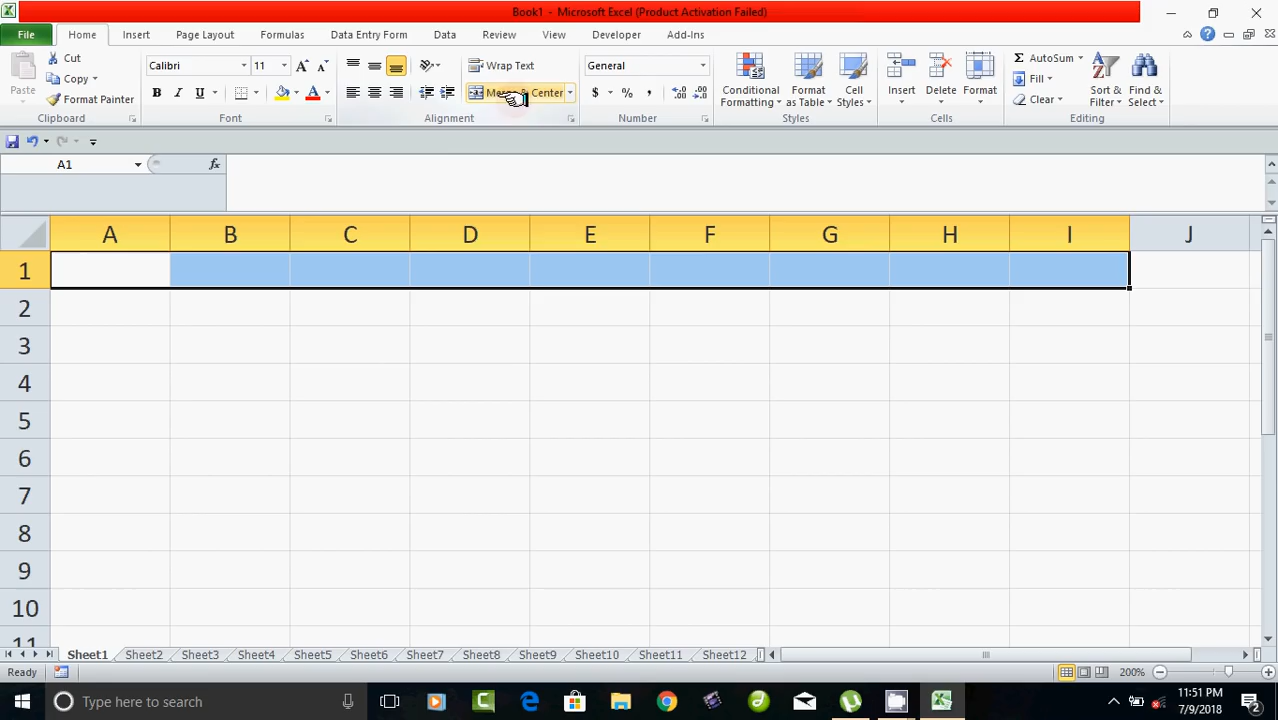 Book1 - Microsoft Excel (Product Activation Failed)
File Home Insert Page Layout Formulas Data Entry Form Data Review View Developer Add-Ins
Paste
Cut
Copy
Format Painter
Clipboard
Calibri 11
B I U
Font
Wrap Text
Merge & Center
Alignment
General
$ % ,
Number
Conditional Formatting
Format as Table
Cell Styles
Styles
Insert Delete Format
Cells
AutoSum
Fill
Clear
Sort & Filter
Find & Select
Editing
A1 fx
A B C D E F G H I J
1
2
3
4
5
6
7
8
9
10
11
Sheet1 Sheet2 Sheet3 Sheet4 Sheet5 Sheet6 Sheet7 Sheet8 Sheet9 Sheet10 Sheet11 Sheet12
Ready 200%
Type here to search
11:51 PM
7/9/2018
2